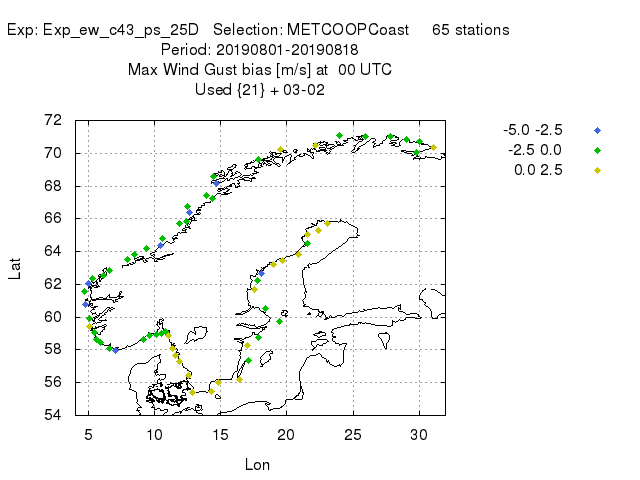 Exp: Exp_ew_c43_ps_25D Selection: METCOOPCoast 65 stations
Period: 20190801-20190818
Max Wind Gust bias [m/s] at 00 UTC
Used {21} + 03-02
-5.0 -2.5
-2.5 0.0
0.0 2.5
72
70
68
66
64
62
60
58
56
54
Lat
5 10 15 20 25 30
Lon